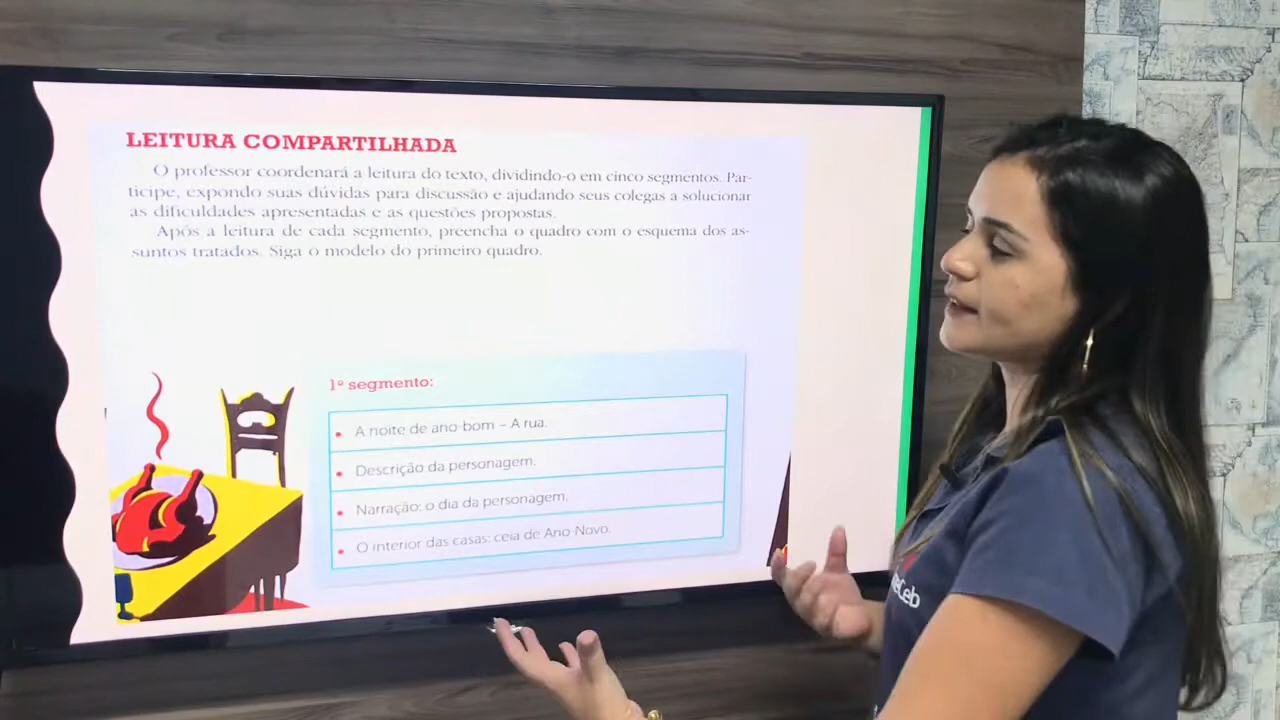 LEITURA COMPARTILHADA
O professor coordenará a leitura do texto, dividindo-o em cinco segmentos. Par-
ticipe, expondo suas dúvidas para discussão e ajudando seus colegas a solucionar
as dificuldades apresentadas e as questões propostas.
Após a leitura de cada segmento, preencha o quadro com o esquema dos as-
suntos tratados. Siga o modelo do primeiro quadro.
1º segmento:
• A noite de ano-bom – A rua.
• Descrição da personagem.
• Narração: o dia da personagem.
• O interior das casas: ceia de Ano-Novo.